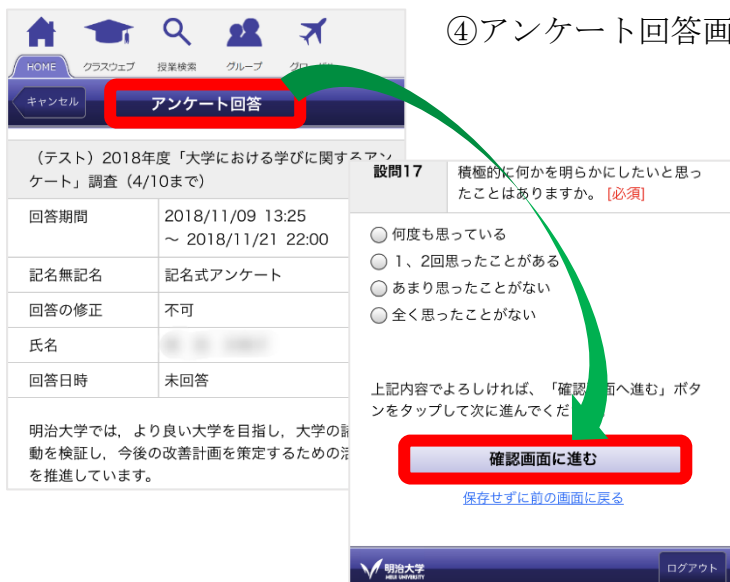 ④アンケート回答画
HOME クラスウェブ 授業検索 グループ
キャンセル アンケート回答
（テスト）2018年度「大学における学びに関するアン
ケート」調査（4/10まで）
回答期間 2018/11/09 13:25
～ 2018/11/21 22:00
記名無記名 記名式アンケート
回答の修正 不可
氏名
回答日時 未回答
明治大学では，より良い大学を目指し，大学の諸
動を検証し，今後の改善計画を策定するための活
を推進しています。
設問17 積極的に何かを明らかにしたいと思っ
たことはありますか。 [必須]
何度も思っている
1、2回思ったことがある
あまり思ったことがない
全く思ったことがない
上記内容でよろしければ、「確認 面へ進む」ボタ
ンをタップして次に進んでくだ
確認画面に進む
保存せずに前の画面に戻る
明治大学 ログアウト
MEIJI UNIVERSITY